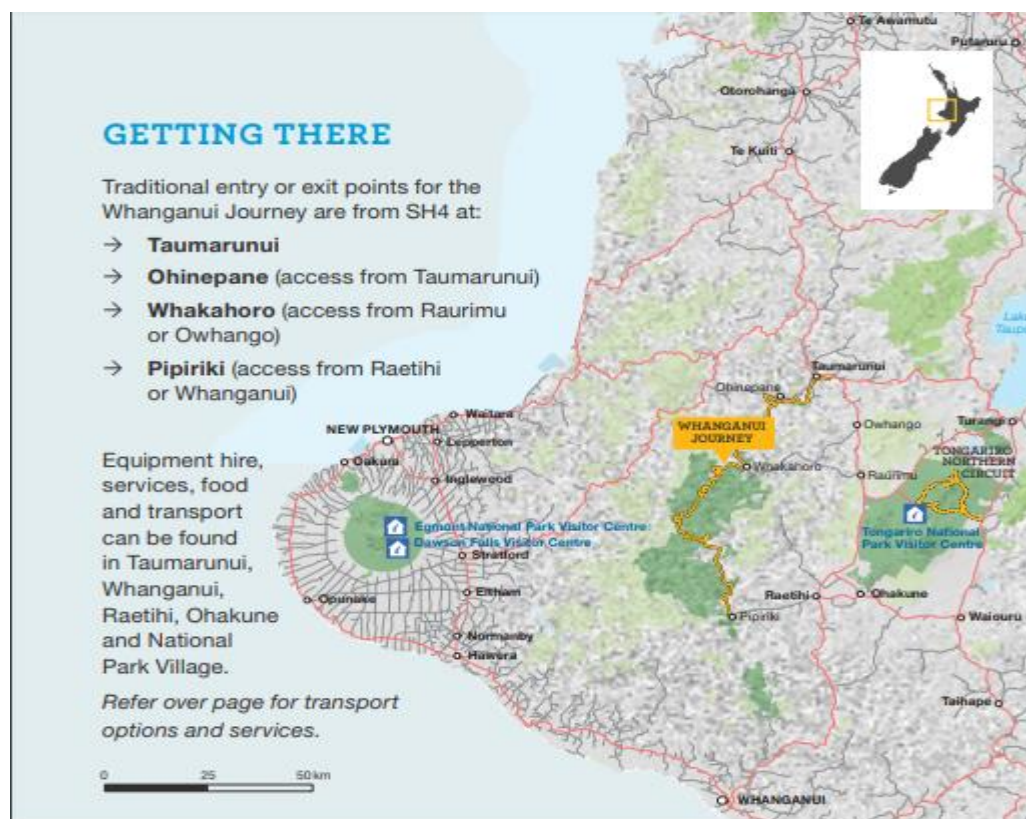 GETTING THERE
Traditional entry or exit points for the
Whanganui Journey are from SH4 at:
→ Taumarunui
→ Ohinepane (access from Taumarunui)
→ Whakahoro (access from Raurimu
or Owhango)
→ Pipiriki (access from Raetihi
or Whanganui)
Equipment hire,
services, food
and transport
can be found
in Taumarunui,
Whanganui,
Raetihi, Ohakune
and National
Park Village.
Refer over page for transport
options and services.
0 25 50 km
Te Awamutu
Putaruru
Otorohanga
Te Kuiti
Lake
Taupo
Taumarunui
Ohinepane
WHANGANUI
JOURNEY
Owhango
Turangi
Whakahoro
Raurimu
TONGARIRO
NORTHERN
CIRCUIT
Tongariro National
Park Visitor Centre
Waitara
NEW PLYMOUTH
Lepperton
Oakura
Inglewood
Egmont National Park Visitor Centre
Dawson Falls Visitor Centre
Stratford
Opunake
Eltham
Normanby
Hawera
Raetihi
Ohakune
Pipiriki
Waiouru
Taihape
WHANGANUI